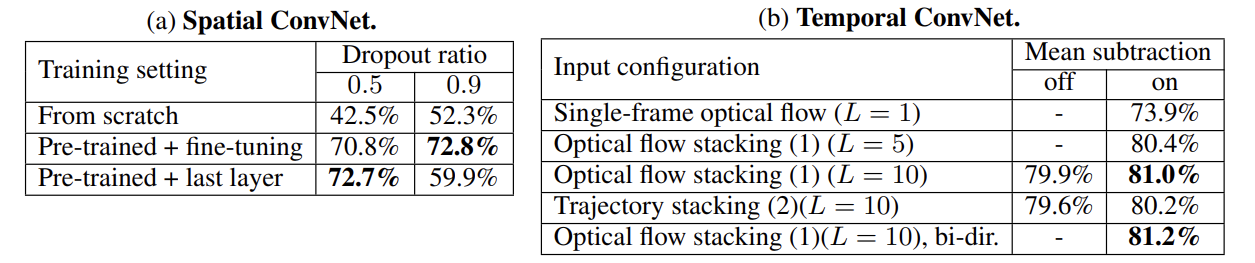 (a) Spatial ConvNet.
Training setting Dropout ratio
0.5 0.9
From scratch 42.5% 52.3%
Pre-trained + fine-tuning 70.8% 72.8%
Pre-trained + last layer 72.7% 59.9%
(b) Temporal ConvNet.
Input configuration Mean subtraction
off on
Single-frame optical flow (L = 1) - 73.9%
Optical flow stacking (1) (L = 5) - 80.4%
Optical flow stacking (1) (L = 10) 79.9% 81.0%
Trajectory stacking (2)(L = 10) 79.6% 80.2%
Optical flow stacking (1)(L = 10), bi-dir. - 81.2%